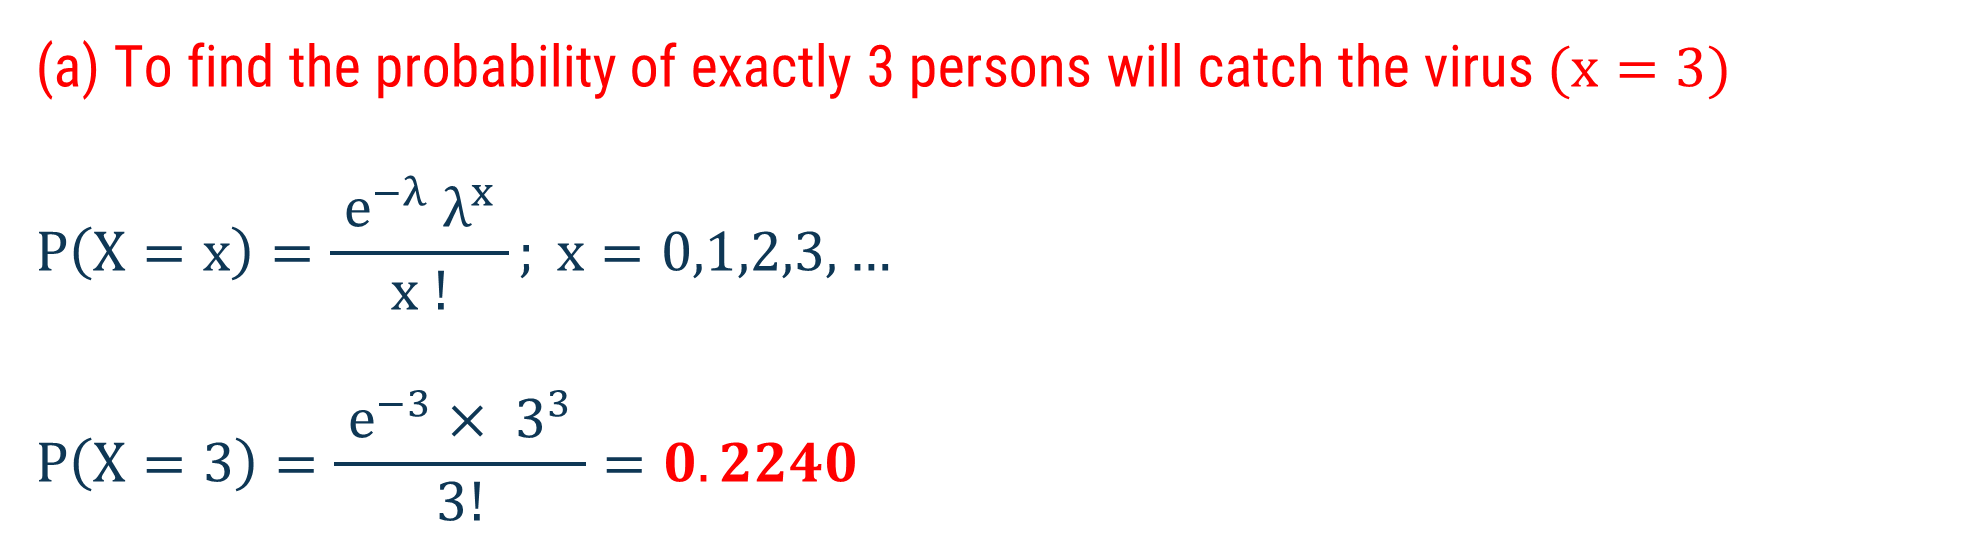 (a) To find the probability of exactly 3 persons will catch the virus (x = 3)
P(X = x) = e^{−λ} λ^x / x ! ; x = 0,1,2,3, ...
P(X = 3) = e^{−3} × 3^3 / 3! = 0.2240